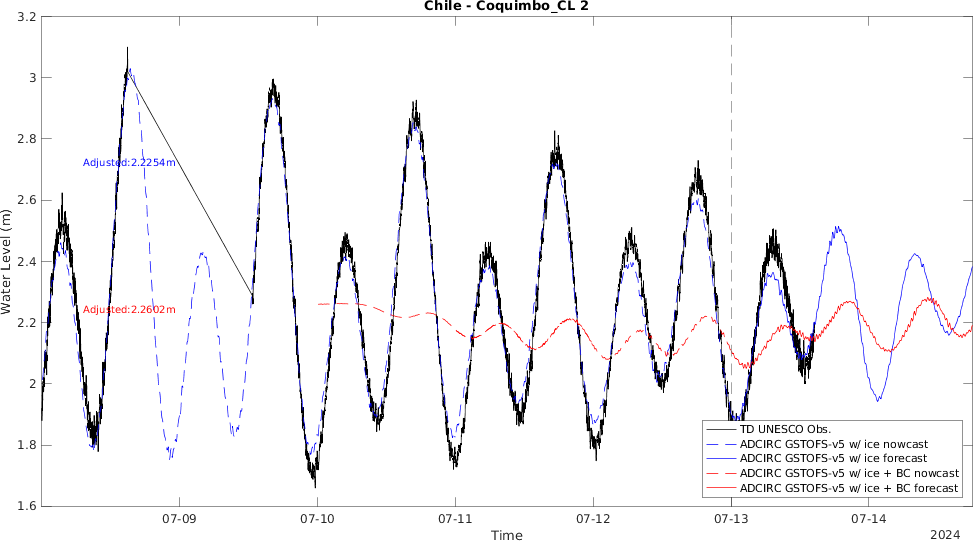 Chile - Coquimbo_CL 2
3.2
3
2.8
2.6
2.4
2.2
2
1.8
1.6
Water Level (m)
Adjusted:2.2254m
Adjusted:2.2602m
TD UNESCO Obs.
ADCIRC GSTOFS-v5 w/ ice nowcast
ADCIRC GSTOFS-v5 w/ ice forecast
ADCIRC GSTOFS-v5 w/ ice + BC nowcast
ADCIRC GSTOFS-v5 w/ ice + BC forecast
07-09 07-10 07-11 07-12 07-13 07-14
Time
2024